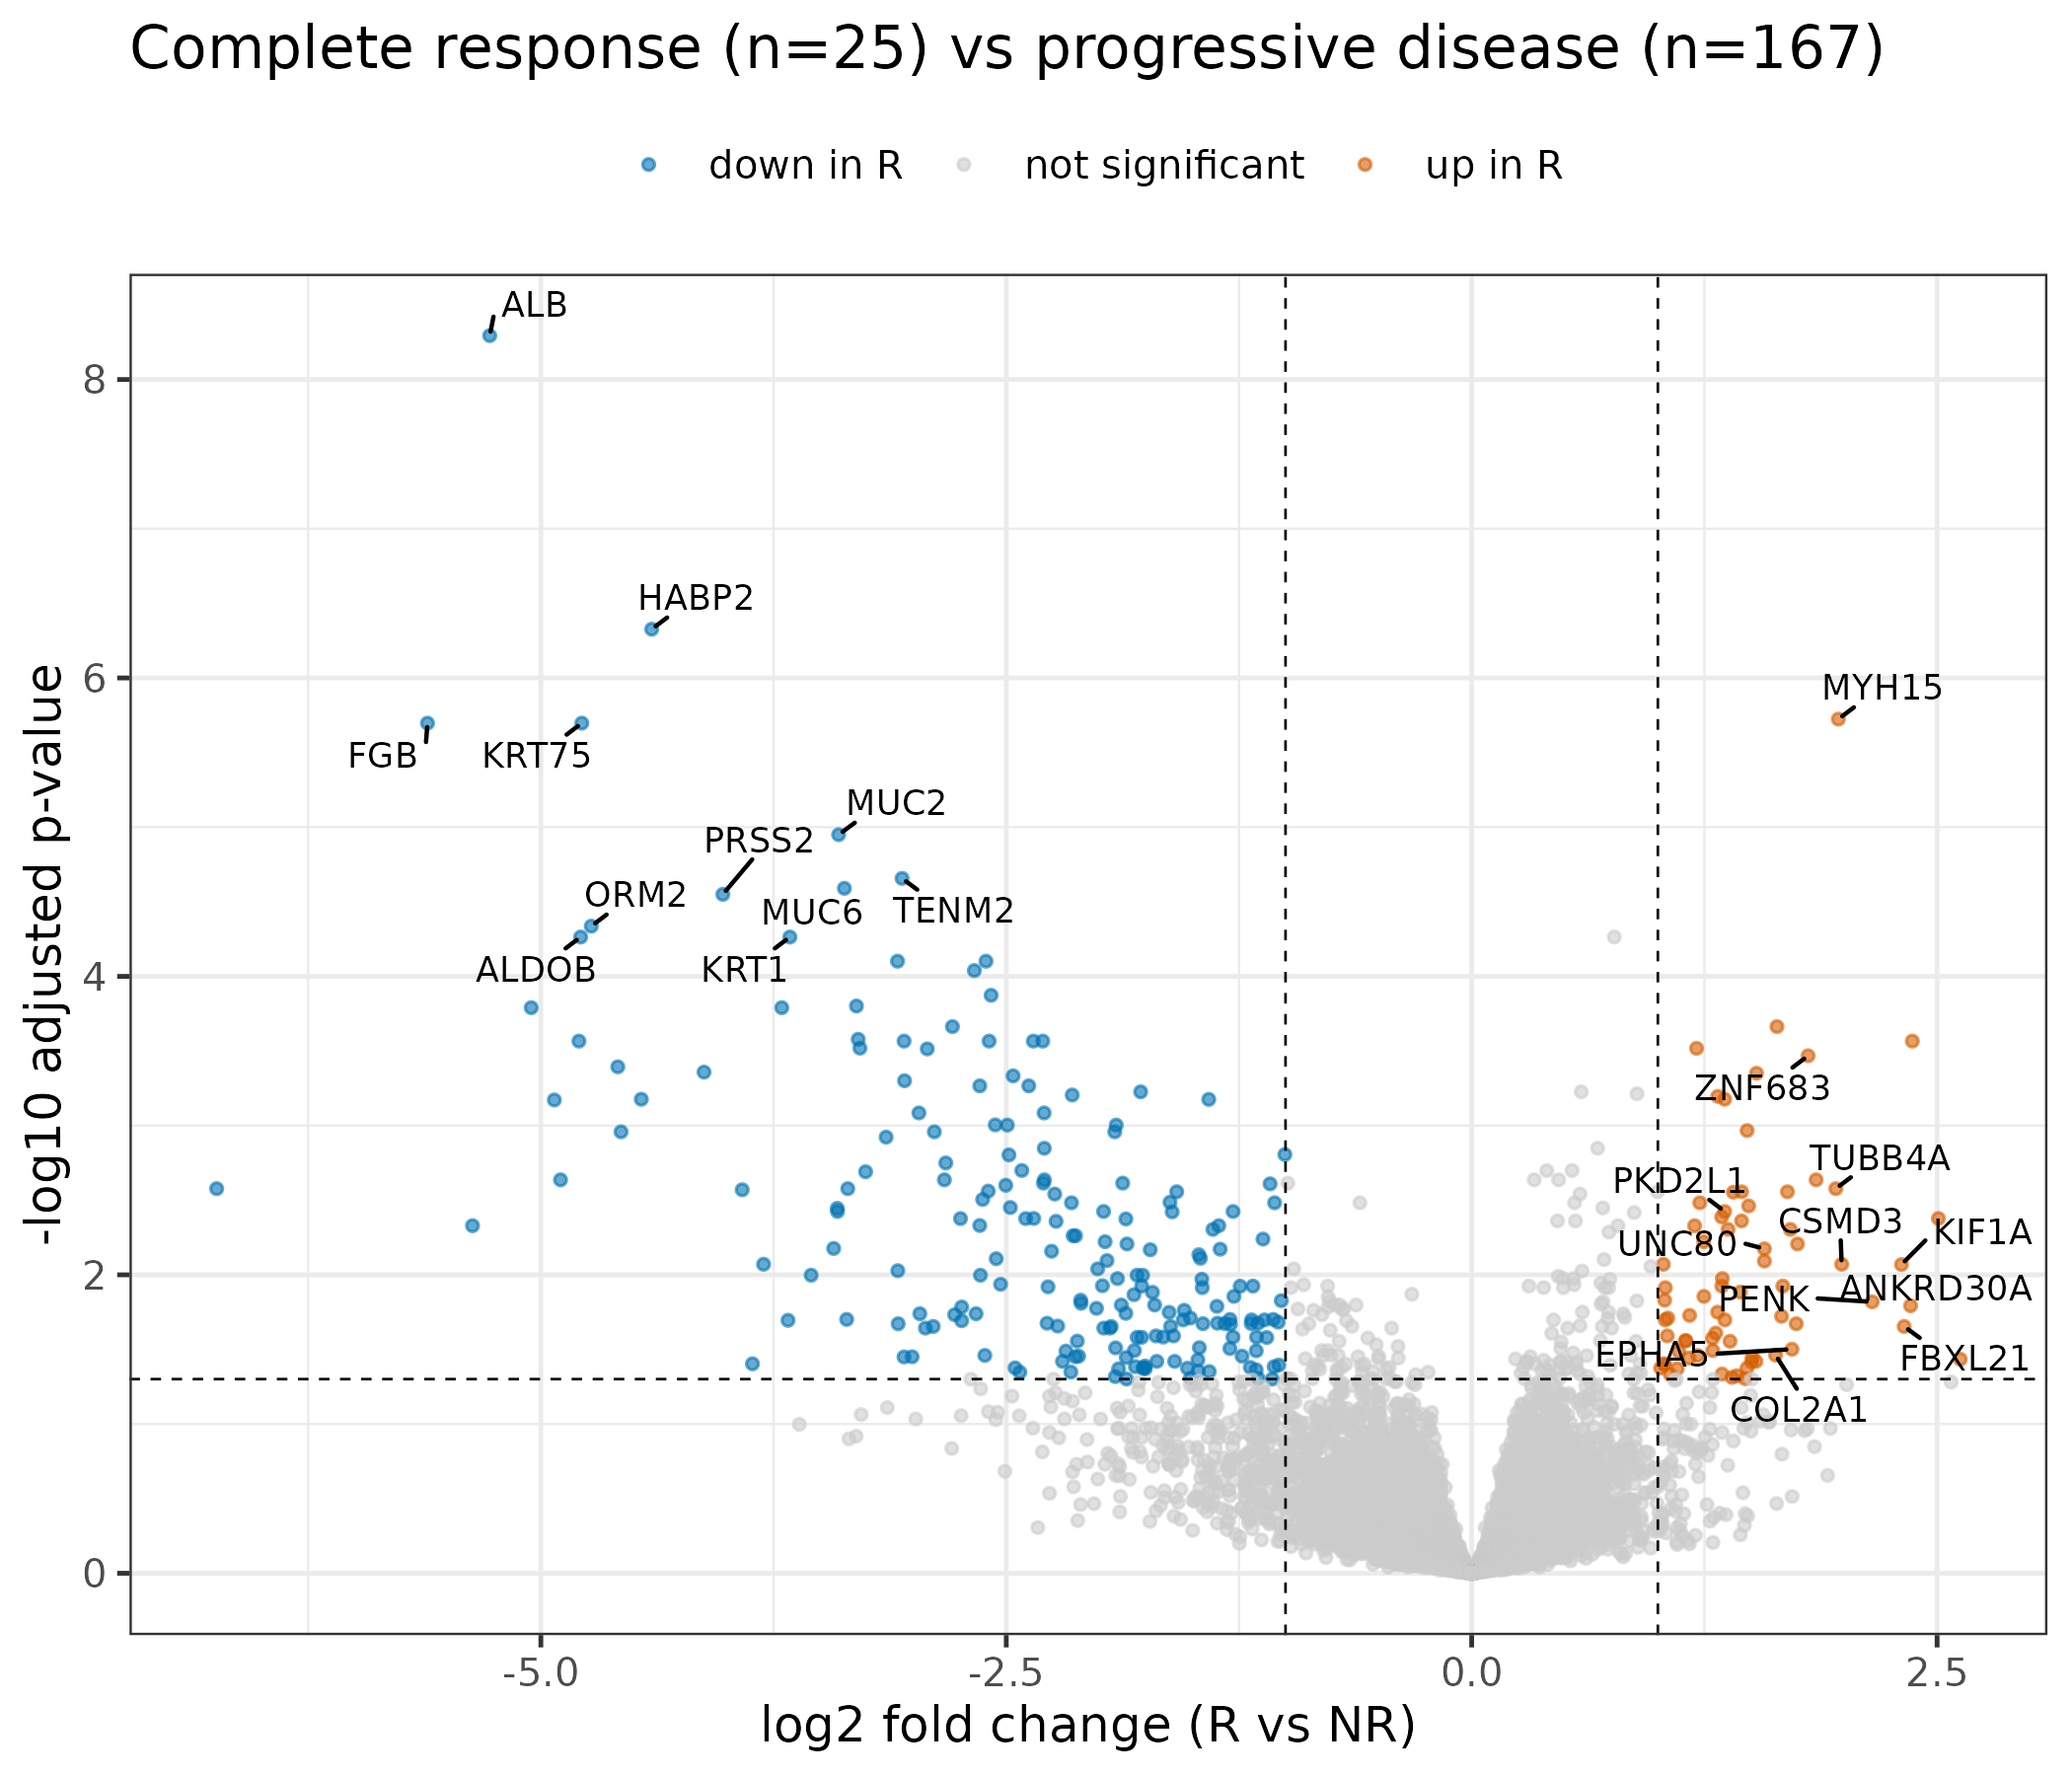 Complete response (n=25) vs progressive disease (n=167)
down in R not significant up in R
ALB
8
HABP2
6
MYH15
FGB KRT75
MUC2
PRSS2
ORM2
MUC6 TENM2
ALDOB KRT1
4
ZNF683
TUBB4A
PKD2L1
CSMD3
KIF1A
UNC80
2
ANKRD30A
PENK
EPHA5
FBXL21
COL2A1
0
-log10 adjusted p-value
-5.0 -2.5 0.0 2.5
log2 fold change (R vs NR)